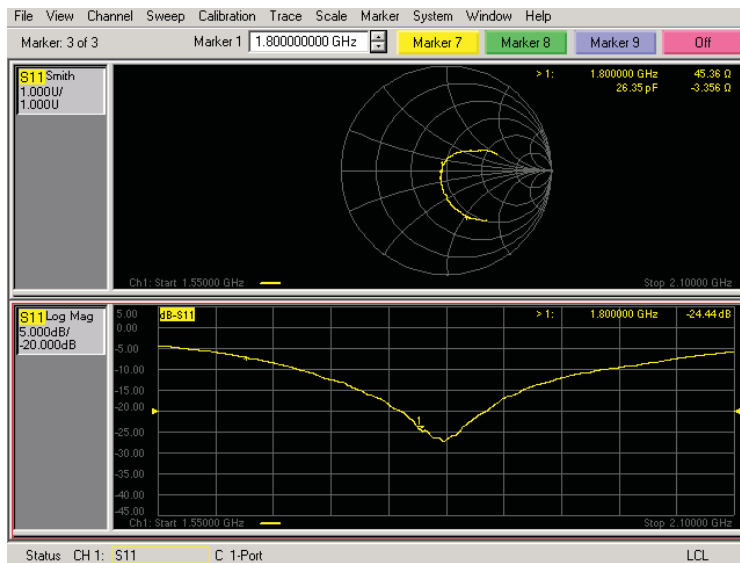 File View Channel Sweep Calibration Trace Scale Marker System Window Help
Marker: 3 of 3 Marker 1 1.800000000 GHz Marker 7 Marker 8 Marker 9 Off
S11 Smith
1.000U/
1.000U
> 1: 1.800000 GHz 45.36 Ω
26.35 pF -3.356 Ω
Ch1: Start 1.55000 GHz Stop 2.10000 GHz
S11 Log Mag
5.000dB/
-20.000dB
5.00 dB-S11 > 1: 1.800000 GHz -24.44 dB
0.00
-5.00
-10.00
-15.00
-20.00
1
-25.00
-30.00
-35.00
-40.00
-45.00
Ch1: Start 1.55000 GHz Stop 2.10000 GHz
Status CH 1: S11 C 1-Port LCL